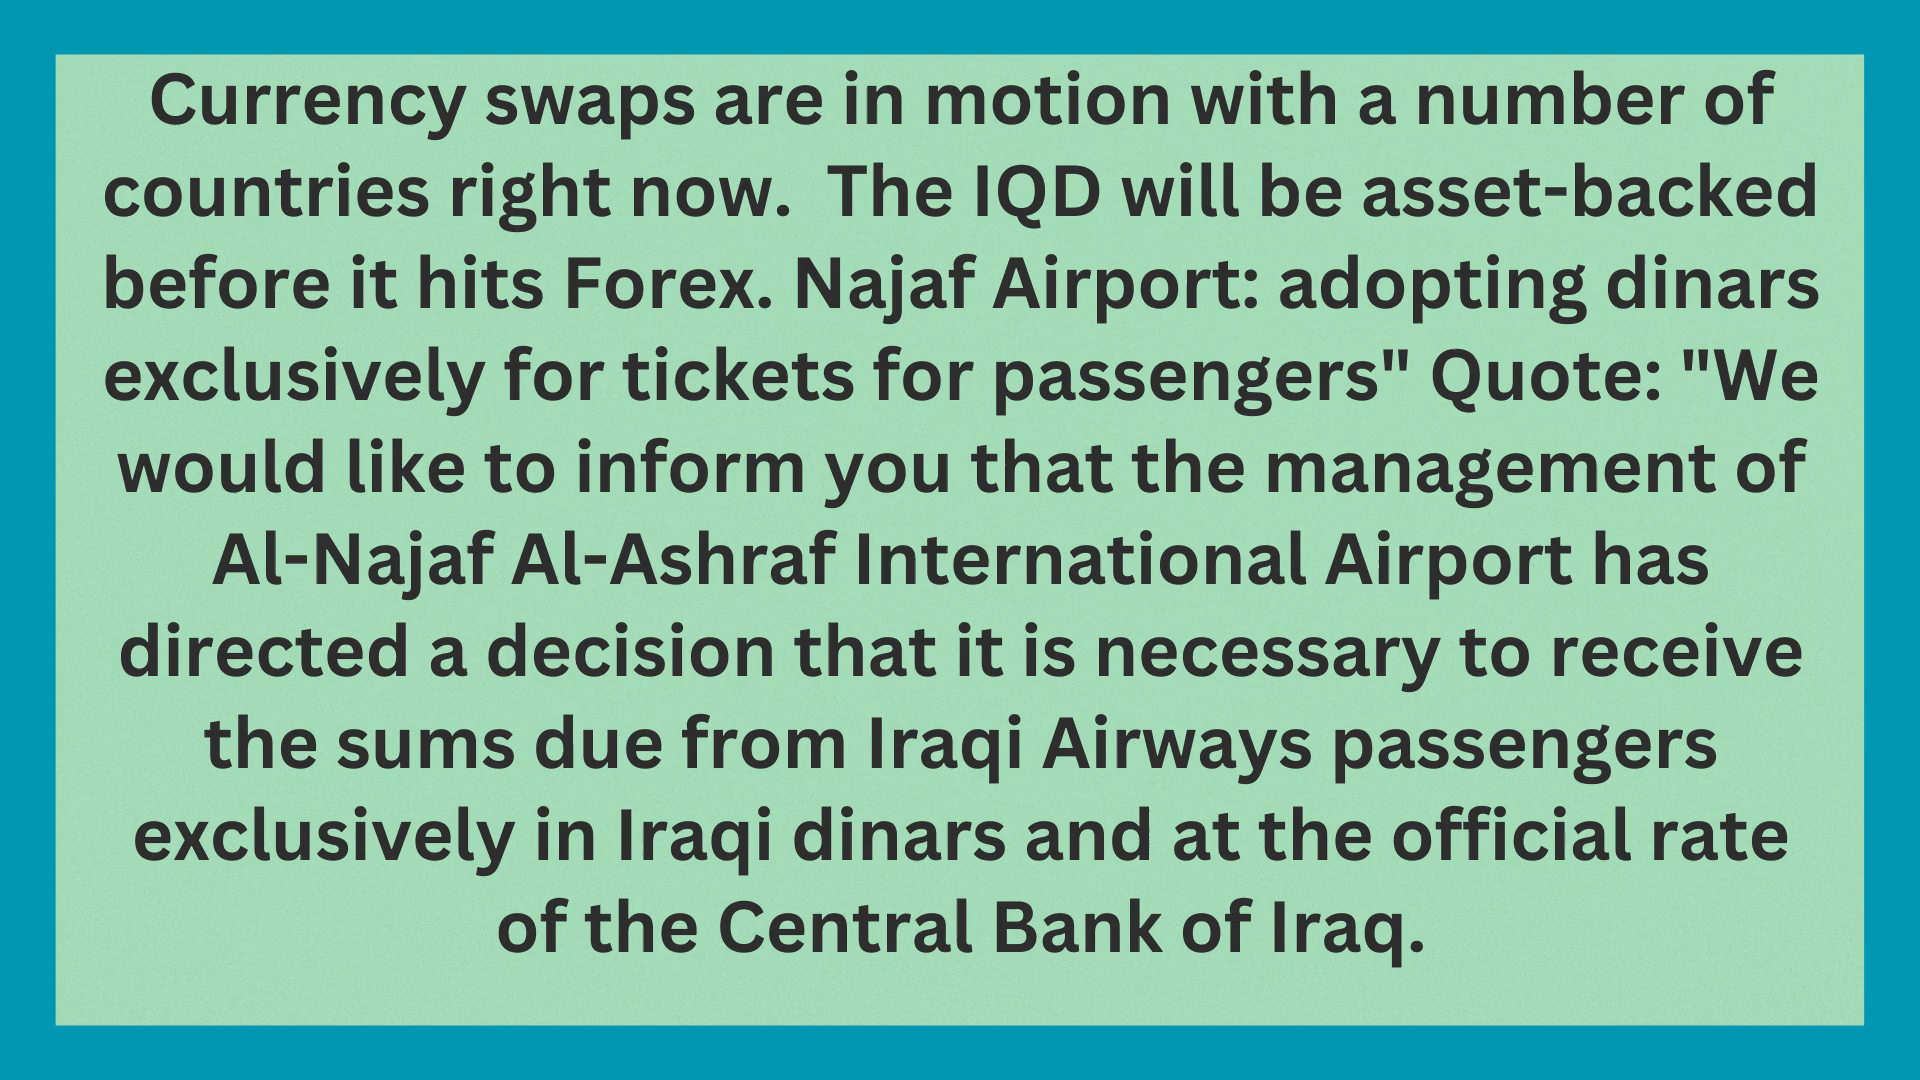 Currency swaps are in motion with a number of
countries right now.  The IQD will be asset-backed
before it hits Forex. Najaf Airport: adopting dinars
exclusively for tickets for passengers" Quote: "We
would like to inform you that the management of
Al-Najaf Al-Ashraf International Airport has
directed a decision that it is necessary to receive
the sums due from Iraqi Airways passengers
exclusively in Iraqi dinars and at the official rate
of the Central Bank of Iraq.